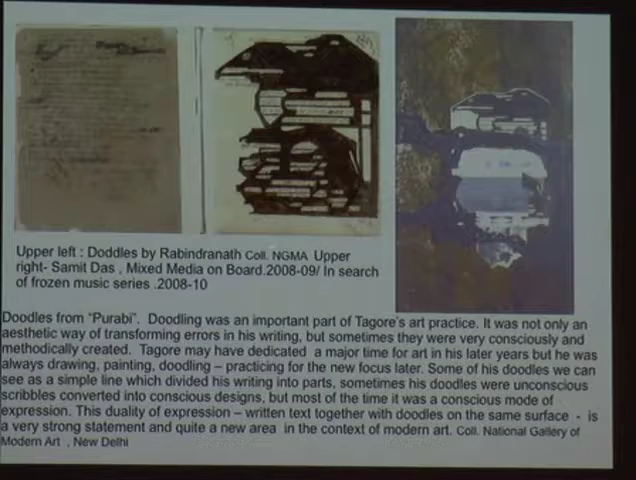 Upper left : Doddles by Rabindranath Coll. NGMA Upper
right- Samit Das , Mixed Media on Board.2008-09/ In search
of frozen music series .2008-10
Doodles from “Purabi”. Doodling was an important part of Tagore's art practice. It was not only an
aesthetic way of transforming errors in his writing, but sometimes they were very consciously and
methodically created. Tagore may have dedicated a major time for art in his later years but he was
always drawing, painting, doodling – practicing for the new focus later. Some of his doodles we can
see as a simple line which divided his writing into parts, sometimes his doodles were unconscious
scribbles converted into conscious designs, but most of the time it was a conscious mode of
expression. This duality of expression – written text together with doodles on the same surface - is
a very strong statement and quite a new area in the context of modern art. Coll. National Gallery of
Modern Art , New Delhi